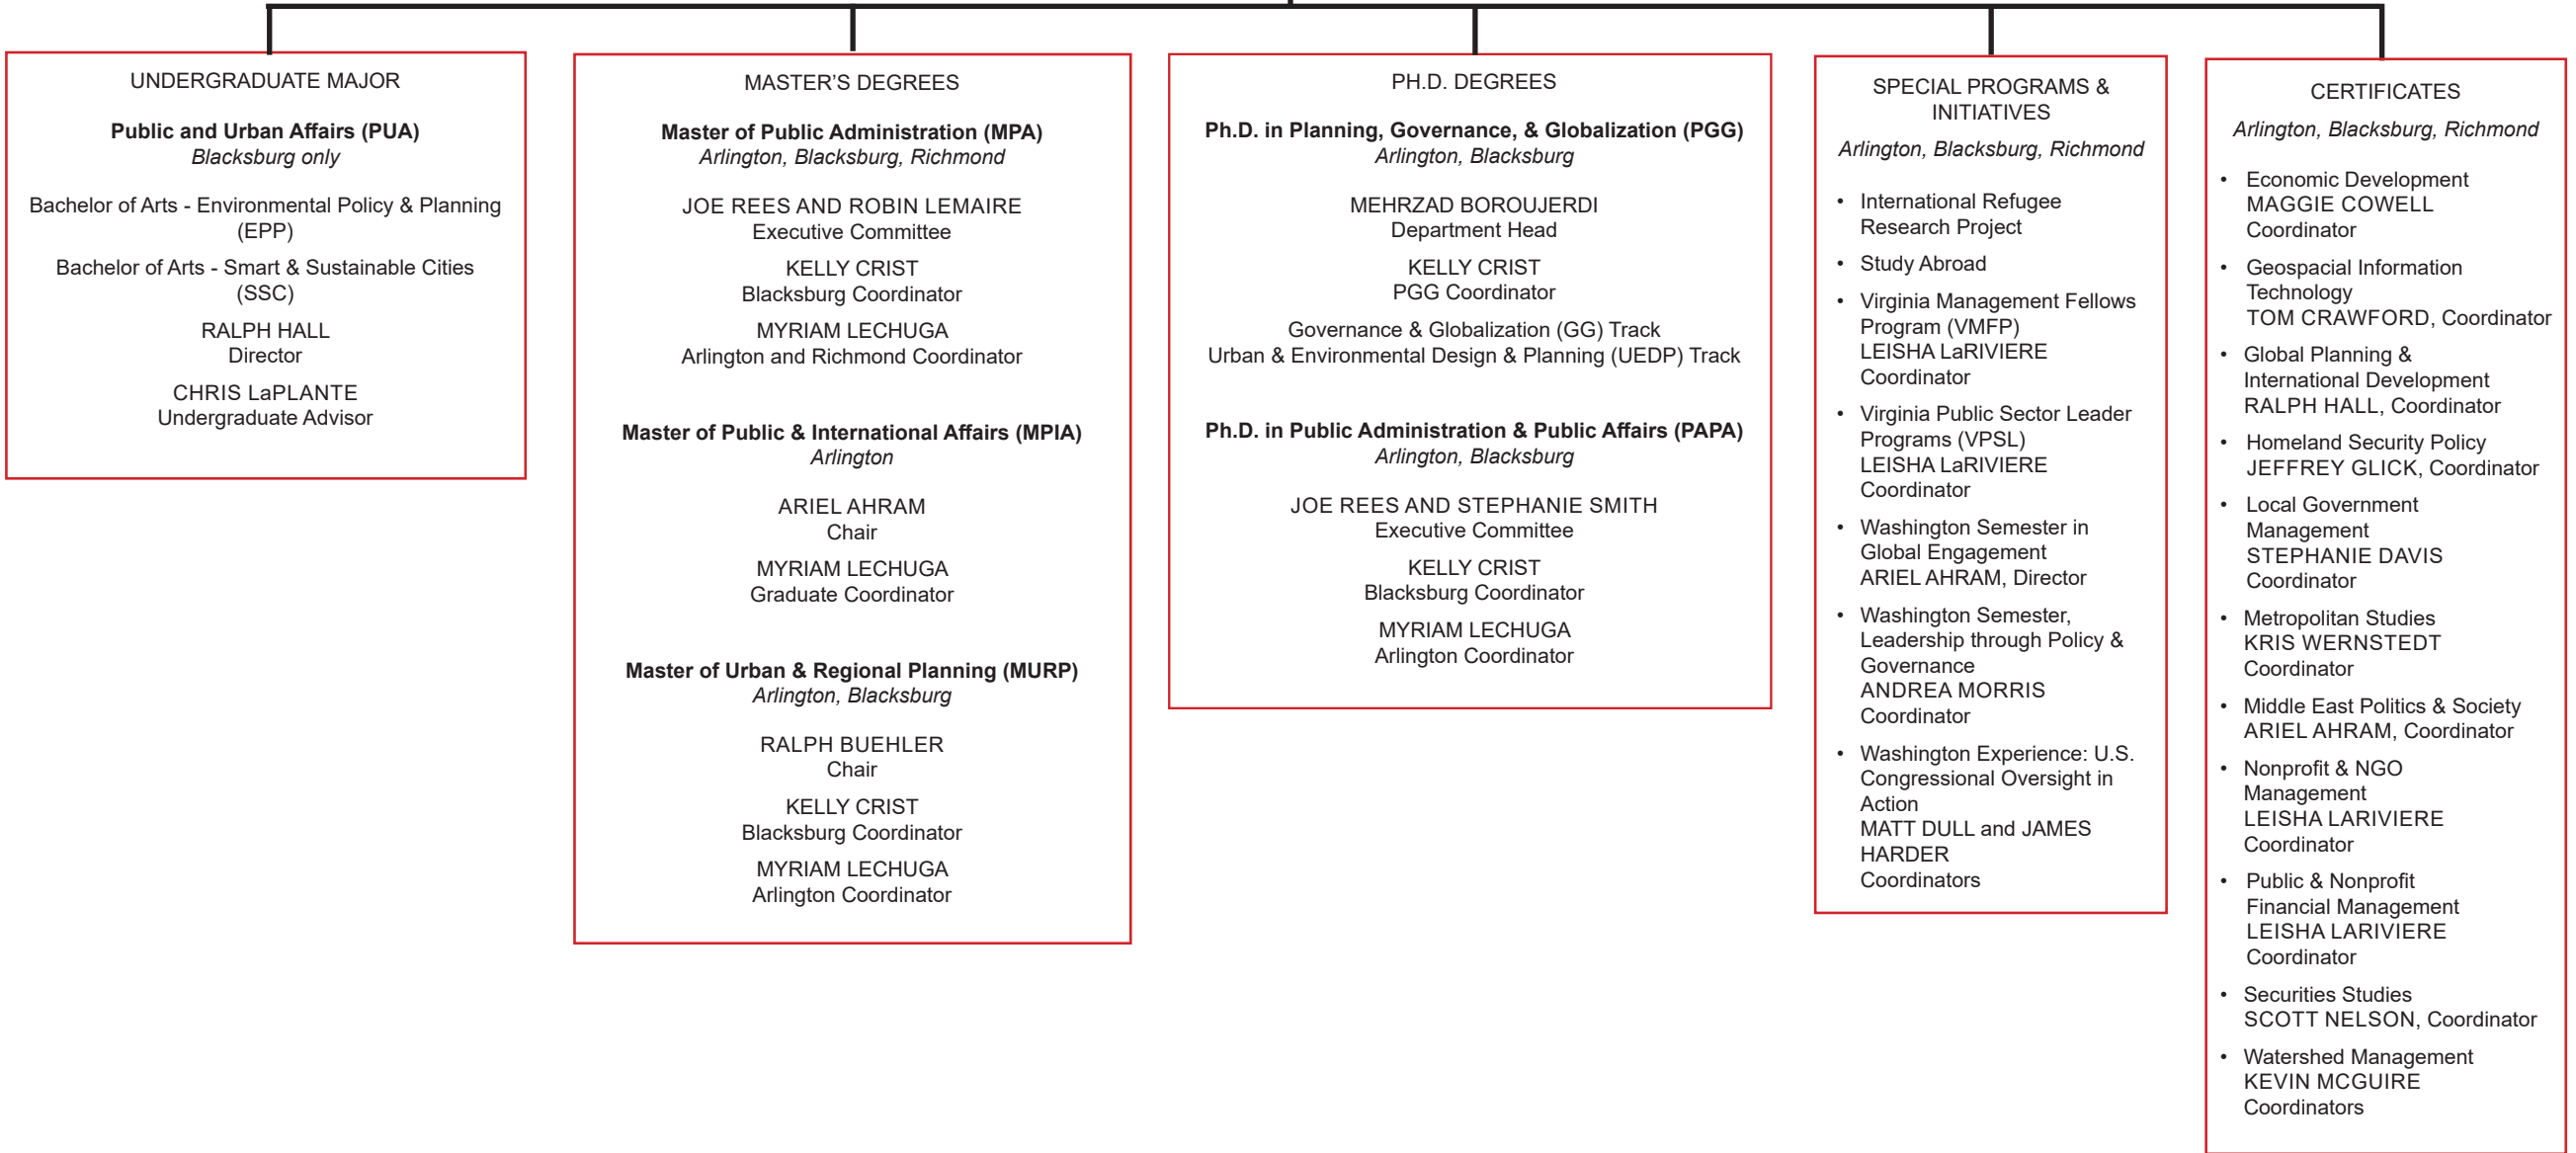 UNDERGRADUATE MAJOR
Public and Urban Affairs (PUA)
Blacksburg only
Bachelor of Arts - Environmental Policy & Planning
(EPP)
Bachelor of Arts - Smart & Sustainable Cities
(SSC)
RALPH HALL
Director
CHRIS LaPLANTE
Undergraduate Advisor
MASTER’S DEGREES
Master of Public Administration (MPA)
Arlington, Blacksburg, Richmond
JOE REES AND ROBIN LEMAIRE
Executive Committee
KELLY CRIST
Blacksburg Coordinator
MYRIAM LECHUGA
Arlington and Richmond Coordinator
Master of Public & International Affairs (MPIA)
Arlington
ARIEL AHRAM
Chair
MYRIAM LECHUGA
Graduate Coordinator
Master of Urban & Regional Planning (MURP)
Arlington, Blacksburg
RALPH BUEHLER
Chair
KELLY CRIST
Blacksburg Coordinator
MYRIAM LECHUGA
Arlington Coordinator
PH.D. DEGREES
Ph.D. in Planning, Governance, & Globalization (PGG)
Arlington, Blacksburg
MEHRZAD BOROUJERDI
Department Head
KELLY CRIST
PGG Coordinator
Governance & Globalization (GG) Track
Urban & Environmental Design & Planning (UEDP) Track
Ph.D. in Public Administration & Public Affairs (PAPA)
Arlington, Blacksburg
JOE REES AND STEPHANIE SMITH
Executive Committee
KELLY CRIST
Blacksburg Coordinator
MYRIAM LECHUGA
Arlington Coordinator
SPECIAL PROGRAMS &
INITIATIVES
Arlington, Blacksburg, Richmond
• International Refugee
Research Project
• Study Abroad
• Virginia Management Fellows
Program (VMFP)
LEISHA LaRIVIERE
Coordinator
• Virginia Public Sector Leader
Programs (VPSL)
LEISHA LaRIVIERE
Coordinator
• Washington Semester in
Global Engagement
ARIEL AHRAM, Director
• Washington Semester,
Leadership through Policy &
Governance
ANDREA MORRIS
Coordinator
• Washington Experience: U.S.
Congressional Oversight in
Action
MATT DULL and JAMES
HARDER
Coordinators
CERTIFICATES
Arlington, Blacksburg, Richmond
• Economic Development
MAGGIE COWELL
Coordinator
• Geospacial Information
Technology
TOM CRAWFORD, Coordinator
• Global Planning &
International Development
RALPH HALL, Coordinator
• Homeland Security Policy
JEFFREY GLICK, Coordinator
• Local Government
Management
STEPHANIE DAVIS
Coordinator
• Metropolitan Studies
KRIS WERNSTEDT
Coordinator
• Middle East Politics & Society
ARIEL AHRAM, Coordinator
• Nonprofit & NGO
Management
LEISHA LARIVIERE
Coordinator
• Public & Nonprofit
Financial Management
LEISHA LARIVIERE
Coordinator
• Securities Studies
SCOTT NELSON, Coordinator
• Watershed Management
KEVIN MCGUIRE
Coordinators